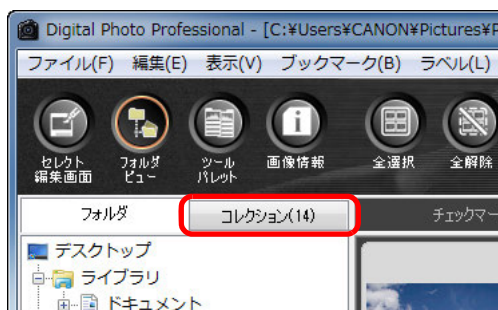 Digital Photo Professional - [C:¥Users¥CANON¥Pictures¥
ファイル(F) 編集(E) 表示(V) ブックマーク(B) ラベル(L)
セレクト編集画面 フォルダビュー ツールパレット 画像情報 全選択 全解除
フォルダ コレクション(14) チェックマー
デスクトップ
ライブラリ
ドキュメント